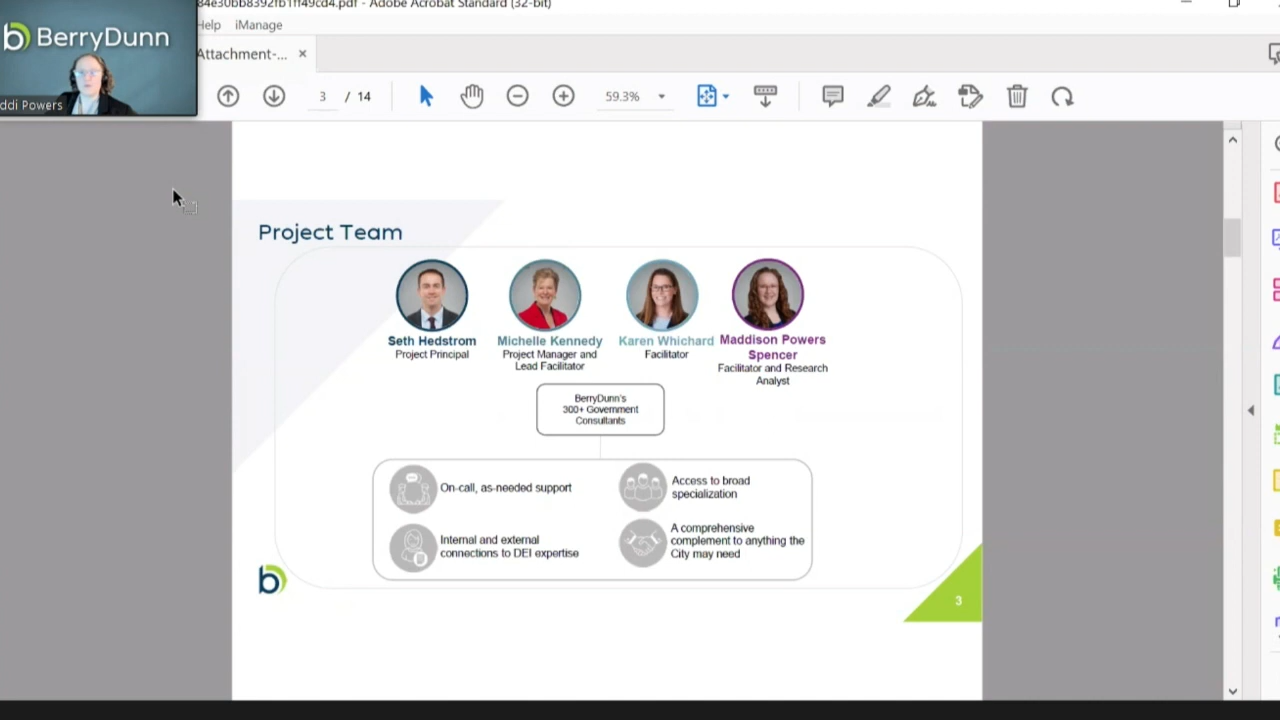 84e30bb8392fb1ff49cd4.pdf - Adobe Acrobat Standard (32-bit)
BerryDunn
Help iManage
Attachment-...
ddi Powers
3 / 14
59.3%
Project Team
Seth Hedstrom
Project Principal
Michelle Kennedy
Project Manager and
Lead Facilitator
Karen Whichard
Facilitator
Maddison Powers
Spencer
Facilitator and Research
Analyst
BerryDunn's
300+ Government
Consultants
On-call, as-needed support
Access to broad
specialization
Internal and external
connections to DEI expertise
A comprehensive
complement to anything the
City may need
b
3